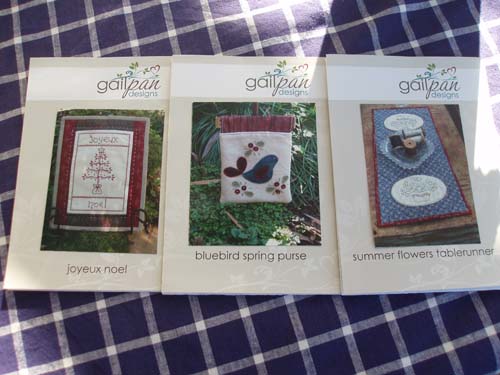 gail pan
designs
Joyeux
noel
joyeux noel
gail pan
designs
bluebird spring purse
gail pan
designs
summer flowers tablerunner